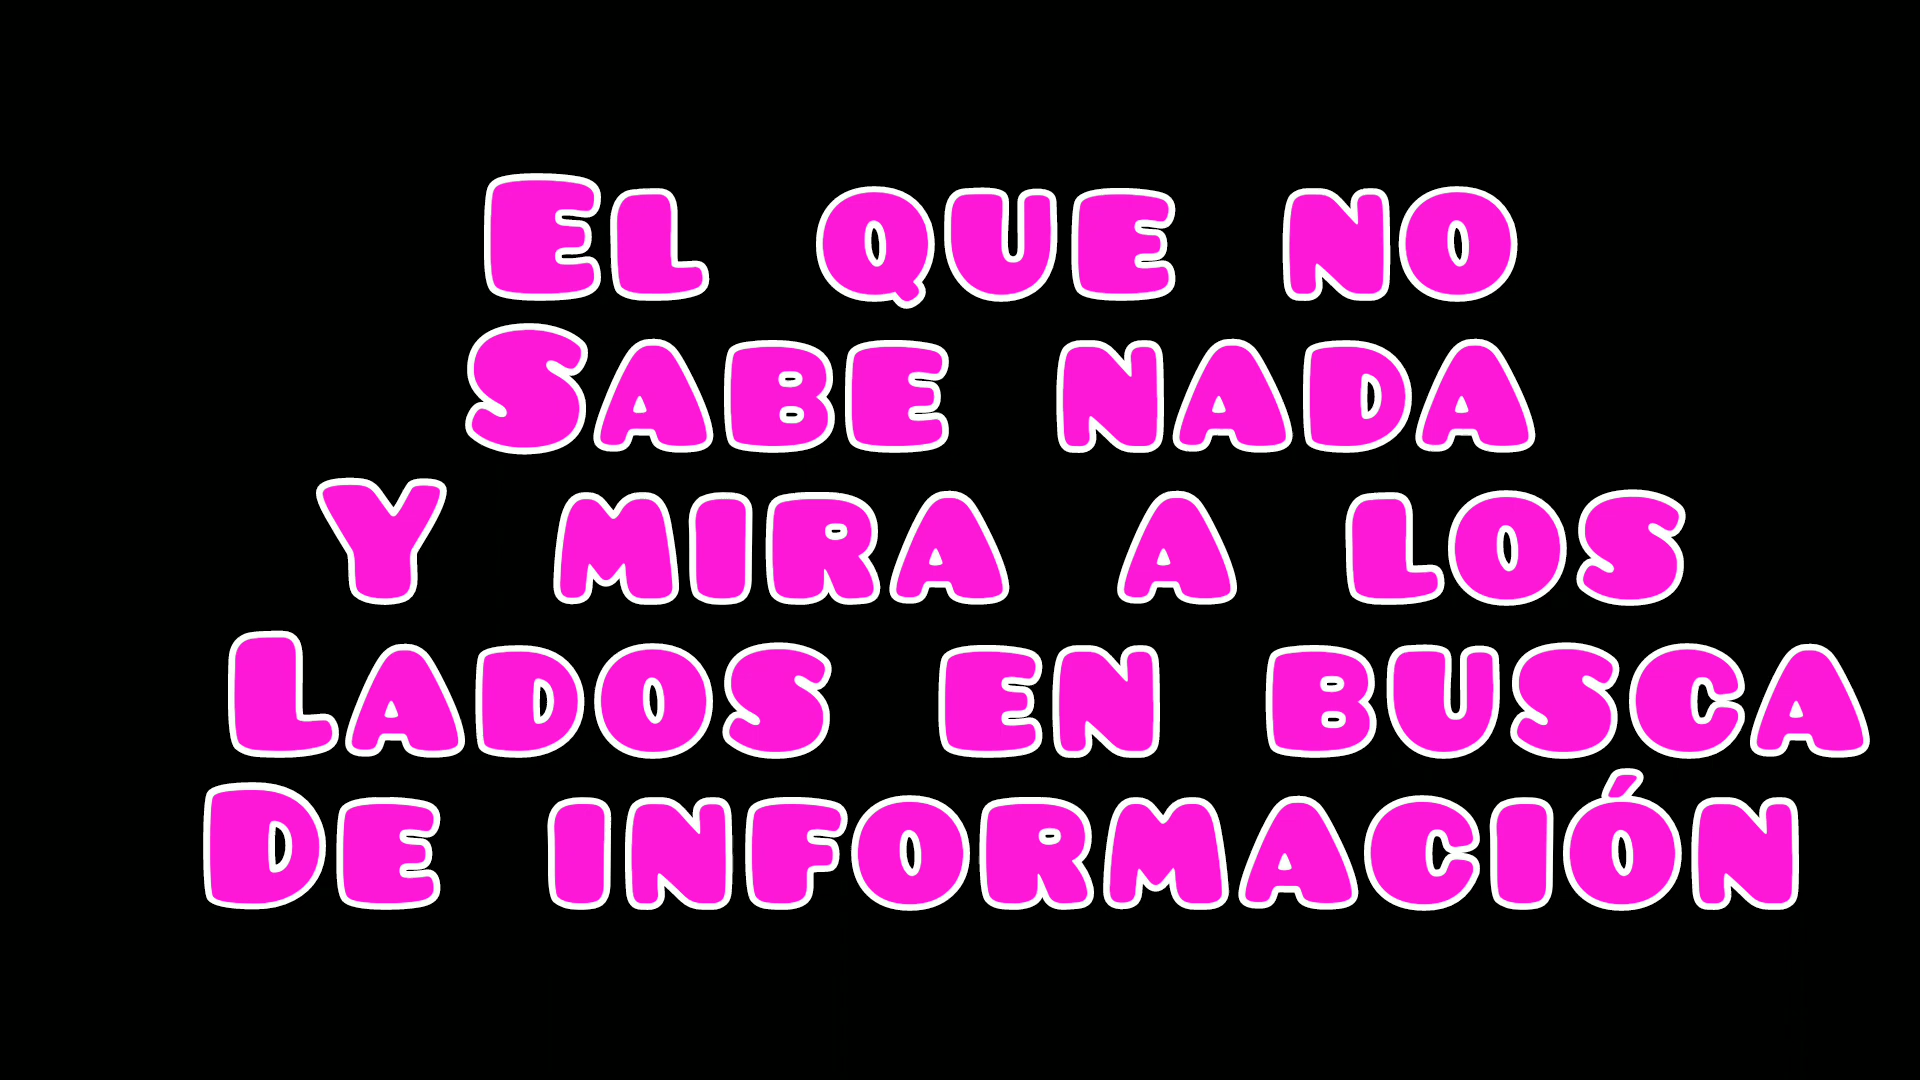 El que no
Sabe nada
Y mira a los
Lados en busca
De información